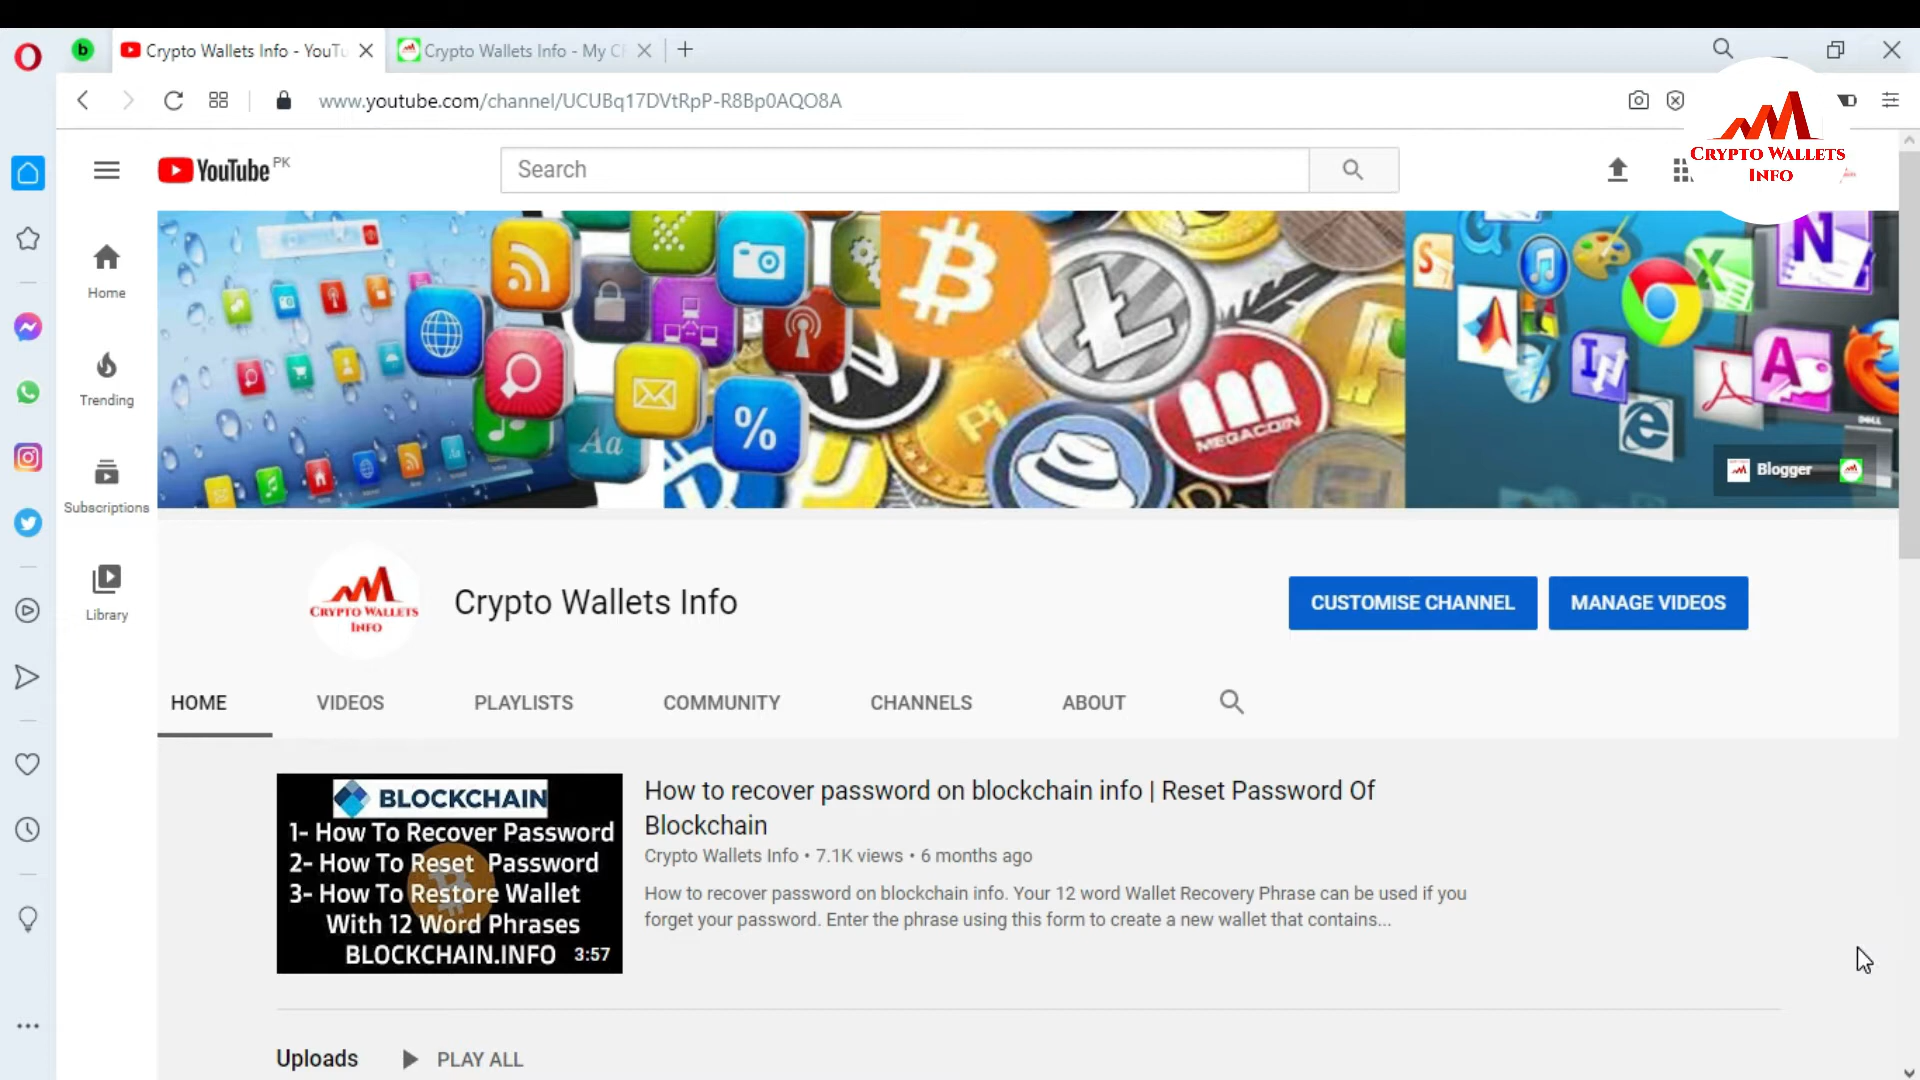 Crypto Wallets Info - YouTu
Crypto Wallets Info - My C
www.youtube.com/channel/UCUBq17DVtRpP-R8Bp0AQO8A
YouTube PK
Search
CRYPTO WALLETS
INFO
Home
Trending
Subscriptions
Library
Aa
%
MEGACOIN
DELL
Blogger
CRYPTO WALLETS
INFO
Crypto Wallets Info
CUSTOMISE CHANNEL
MANAGE VIDEOS
HOME VIDEOS PLAYLISTS COMMUNITY CHANNELS ABOUT
BLOCKCHAIN
1- How To Recover Password
2- How To Reset Password
3- How To Restore Wallet
With 12 Word Phrases
BLOCKCHAIN.INFO
3:57
How to recover password on blockchain info | Reset Password Of
Blockchain
Crypto Wallets Info • 7.1K views • 6 months ago
How to recover password on blockchain info. Your 12 word Wallet Recovery Phrase can be used if you
forget your password. Enter the phrase using this form to create a new wallet that contains...
Uploads
PLAY ALL